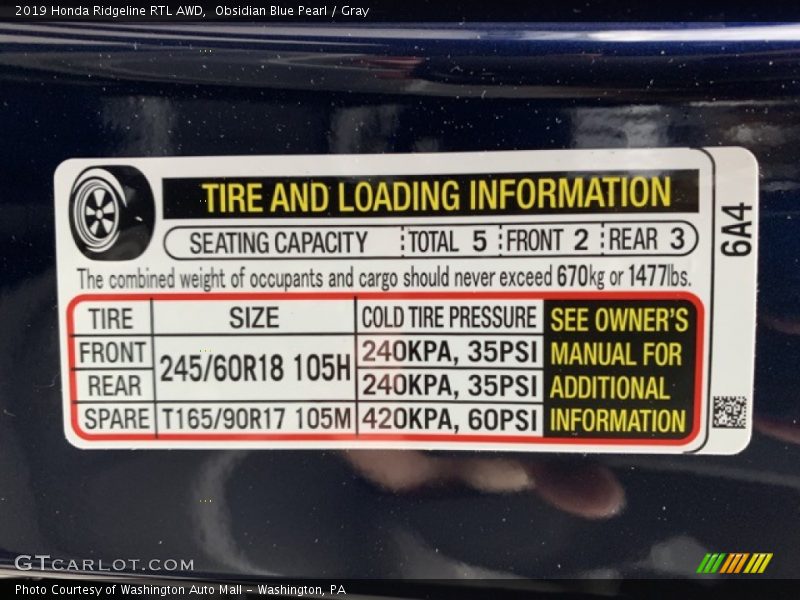 2019 Honda Ridgeline RTL AWD,  Obsidian Blue Pearl / Gray
TIRE AND LOADING INFORMATION
SEATING CAPACITY TOTAL 5 FRONT 2 REAR 3
The combined weight of occupants and cargo should never exceed 670kg or 1477lbs.
TIRE SIZE COLD TIRE PRESSURE SEE OWNER'S
FRONT 240KPA, 35PSI MANUAL FOR
245/60R18 105H
REAR 240KPA, 35PSI ADDITIONAL
SPARE T165/90R17 105M 420KPA, 60PSI INFORMATION
6A4
GTCARLOT.COM
Photo Courtesy of Washington Auto Mall - Washington, PA